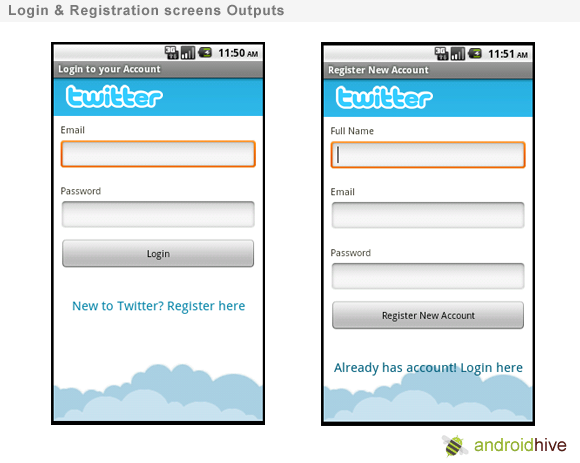 Login & Registration screens Outputs
3G
11:50 AM
Login to your Account
twitter
Email
Password
Login
New to Twitter? Register here
3G
11:51 AM
Register New Account
twitter
Full Name
Email
Password
Register New Account
Already has account! Login here
androidhive